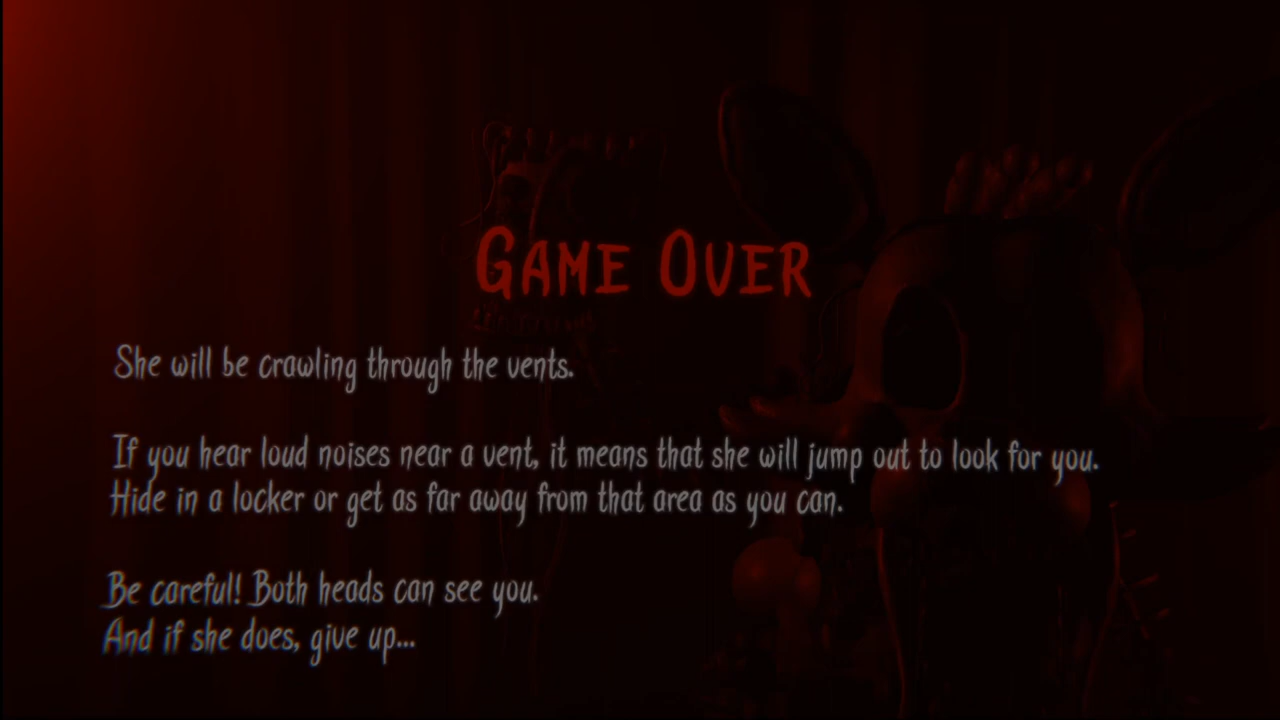 Game Over
She will be crawling through the vents.
If you hear loud noises near a vent, it means that she will jump out to look for you.
Hide in a locker or get as far away from that area as you can.
Be careful! Both heads can see you.
And if she does, give up...